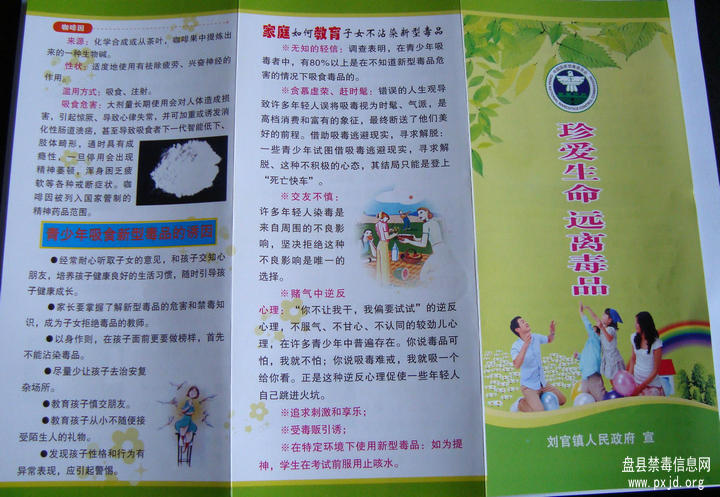 咖啡因
来源：化学合成或从茶叶，咖啡果中提炼出
来的一种生物碱。
性状：适度地使用有祛除疲劳、兴奋神经的
作用。
滥用方式：吸食、注射。
吸食危害：大剂量长期使用会对人体造成损
害，引起惊厥、导致心律失常，并可加重或诱发消
化性肠道溃疡，甚至导致吸食者下一代智能低下、
肢体畸形，通时具有成
瘾性，一旦停用会出现
精神萎顿，浑身困乏疲
软等各种戒断症状。咖
啡因被列入国家管制的
精神药品范围。
青少年吸食新型毒品的原因
●经常耐心听取子女的意见，和孩子交知心
朋友，培养孩子健康良好的生活习惯，随时引导孩
子健康成长。
●家长要掌握了解新型毒品的危害和禁毒知
识，成为子女拒绝毒品的教师。
●以身作则，在孩子面前更要做榜样，首先
不能沾染毒品。
●尽量少让孩子去治安复
杂场所。
●教育孩子慎交朋友。
●教育孩子从小不随便接
受陌生人的礼物。
●发现孩子性格和行为有
异常表现，应引起警惕。
家庭如何教育子女不沾染新型毒品
※无知的轻信：调查表明，在青少年吸
毒者中，有80%以上是在不知道新型毒品危
害的情况下吸食毒品的。
※贪慕虚荣、赶时髦：错误的人生观导
致许多年轻人误将吸毒视为时髦、气派，是
高档消费和富有的象征，最终断送了他们美
好的前程。借助吸毒逃避现实，寻求解脱：
一些青少年试图借吸毒逃避现实，寻求解
脱、这种不积极的心态，其结局只能是登上
“死亡快车”。
※交友不慎：
许多年轻人染毒是
来自周围的不良影
响，坚决拒绝这种
不良影响是唯一的
选择。
※赌气中逆反
心理：“你不让我干，我偏要试试”的逆反
心理，不服气、不甘心、不认同的较劲儿心
理，在许多青少年中普遍存在。你说毒品可
怕，我就不怕；你说吸毒难戒，我就吸一个
给你看。正是这种逆反心理促使一些年轻人
自己跳进火坑。
※追求刺激和享乐；
※受毒贩引诱；
※在特定环境下使用新型毒品：如为提
神，学生在考试前服用止咳水。
珍爱生命 远离毒品
刘官镇人民政府 宣
盘县禁毒信息网
www.pxjd.org